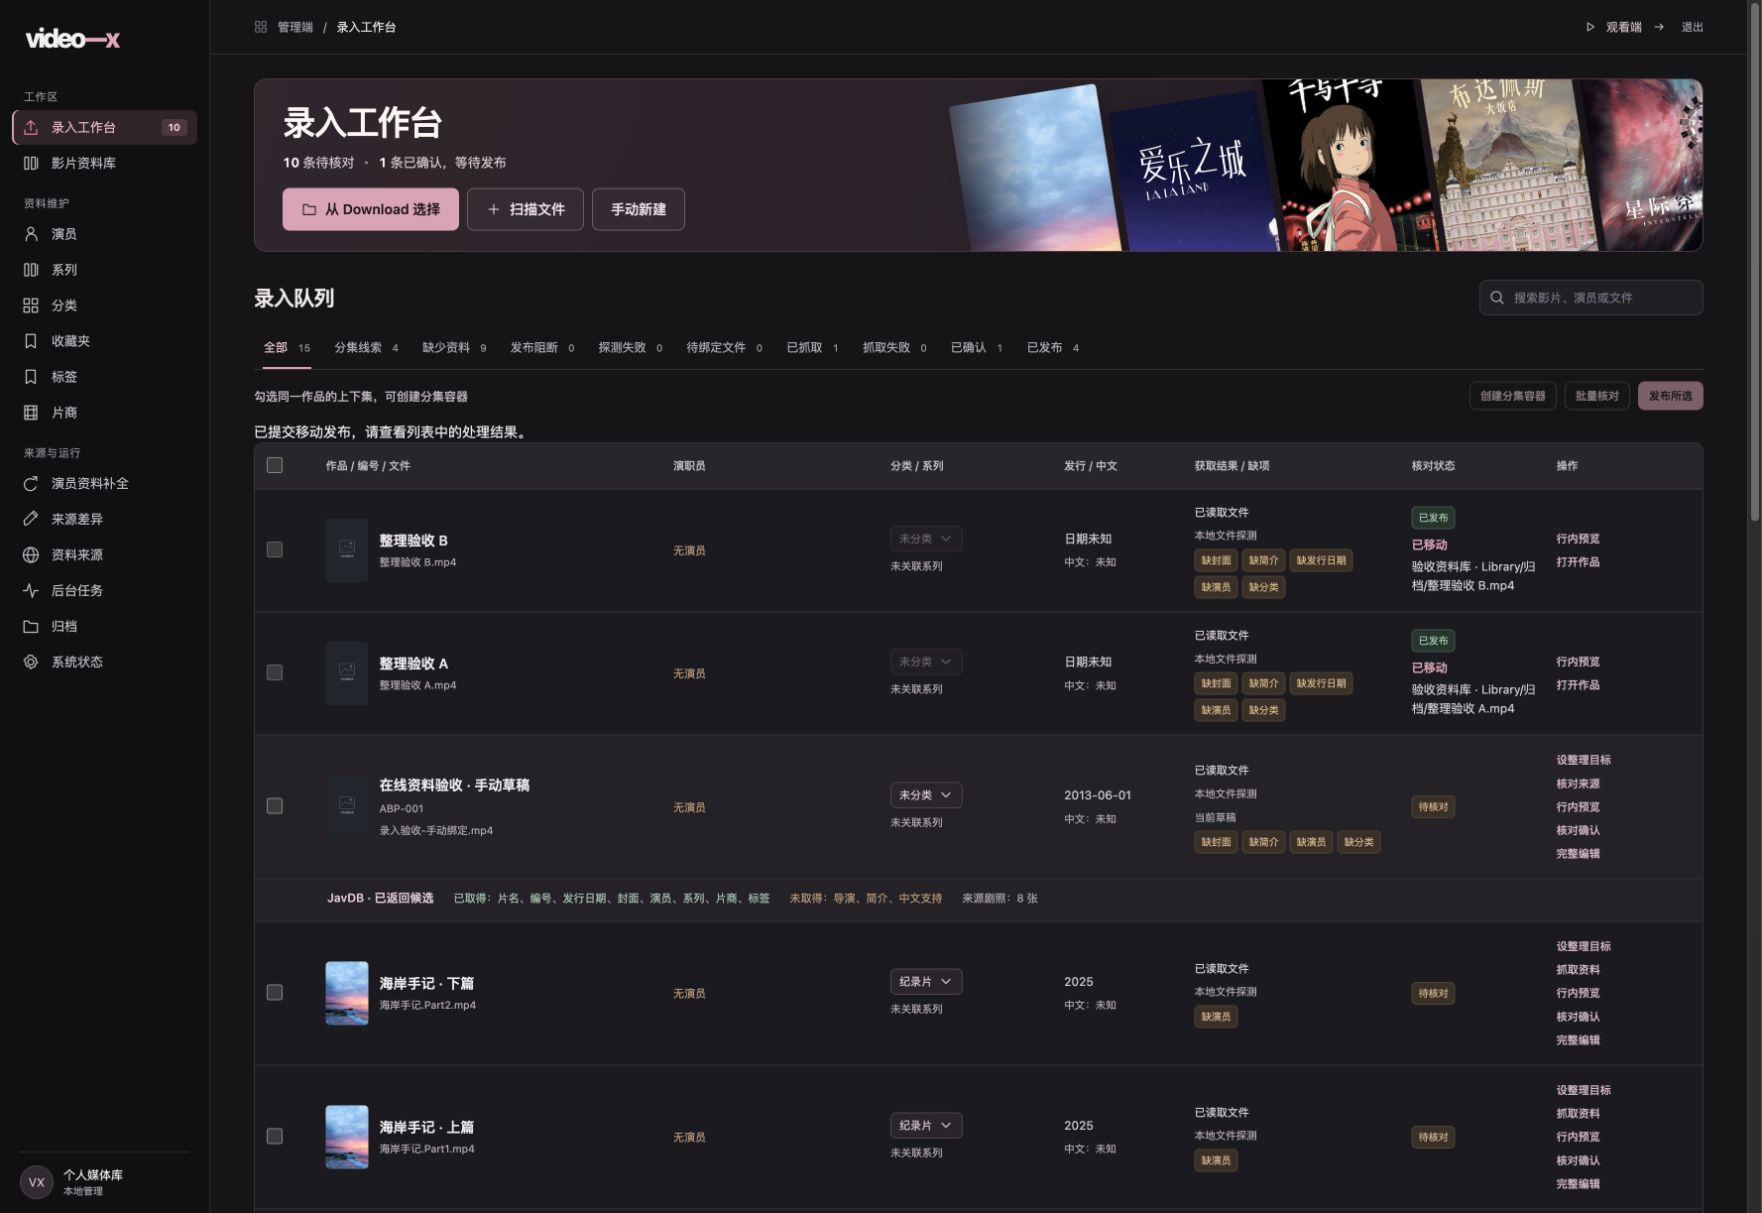 video—x
管理端 / 录入工作台
观看端 → 退出
工作区
录入工作台 10
影片资料库
资料维护
演员
系列
分类
收藏夹
标签
片商
来源与运行
演员资料补全
来源差异
资料来源
后台任务
归档
系统状态
VX
个人媒体库
本地管理
录入工作台
10 条待核对 · 1 条已确认，等待发布
从 Download 选择
+ 扫描文件
手动新建
爱乐之城
LA LA LAND
千与千寻
布达佩斯
大饭店
星际穿
INTERSTELL
录入队列
搜索影片、演员或文件
全部 15 分集线索 4 缺少资料 9 发布阻断 0 探测失败 0 待绑定文件 0 已抓取 1 抓取失败 0 已确认 1 已发布 4
勾选同一作品的上下集，可创建分集容器
创建分集容器 批量核对 发布所选
已提交移动发布，请查看列表中的处理结果。
作品 / 编号 / 文件 演职员 分类 / 系列 发行 / 中文 获取结果 / 缺项 核对状态 操作
整理验收 B
整理验收 B.mp4
无演员
未分类
未关联系列
日期未知
中文：未知
已读取文件
本地文件探测
缺封面 缺简介 缺发行日期
缺演员 缺分类
已发布
已移动
验收资料库 · Library/归
档/整理验收 B.mp4
行内预览
打开作品
整理验收 A
整理验收 A.mp4
无演员
未分类
未关联系列
日期未知
中文：未知
已读取文件
本地文件探测
缺封面 缺简介 缺发行日期
缺演员 缺分类
已发布
已移动
验收资料库 · Library/归
档/整理验收 A.mp4
行内预览
打开作品
在线资料验收 · 手动草稿
ABP-001
录入验收-手动绑定.mp4
无演员
未分类
未关联系列
2013-06-01
中文：未知
已读取文件
本地文件探测
当前草稿
缺封面 缺简介 缺演员 缺分类
待核对
设整理目标
核对来源
行内预览
核对确认
完整编辑
JavDB · 已返回候选 已取得：片名、编号、发行日期、封面、演员、系列、片商、标签 未取得：导演、简介、中文支持 来源剧照：8 张
海岸手记 · 下篇
海岸手记.Part2.mp4
无演员
纪录片
未关联系列
2025
中文：未知
已读取文件
本地文件探测
缺演员
待核对
设整理目标
抓取资料
行内预览
核对确认
完整编辑
海岸手记 · 上篇
海岸手记.Part1.mp4
无演员
纪录片
未关联系列
2025
中文：未知
已读取文件
本地文件探测
缺演员
待核对
设整理目标
抓取资料
行内预览
核对确认
完整编辑